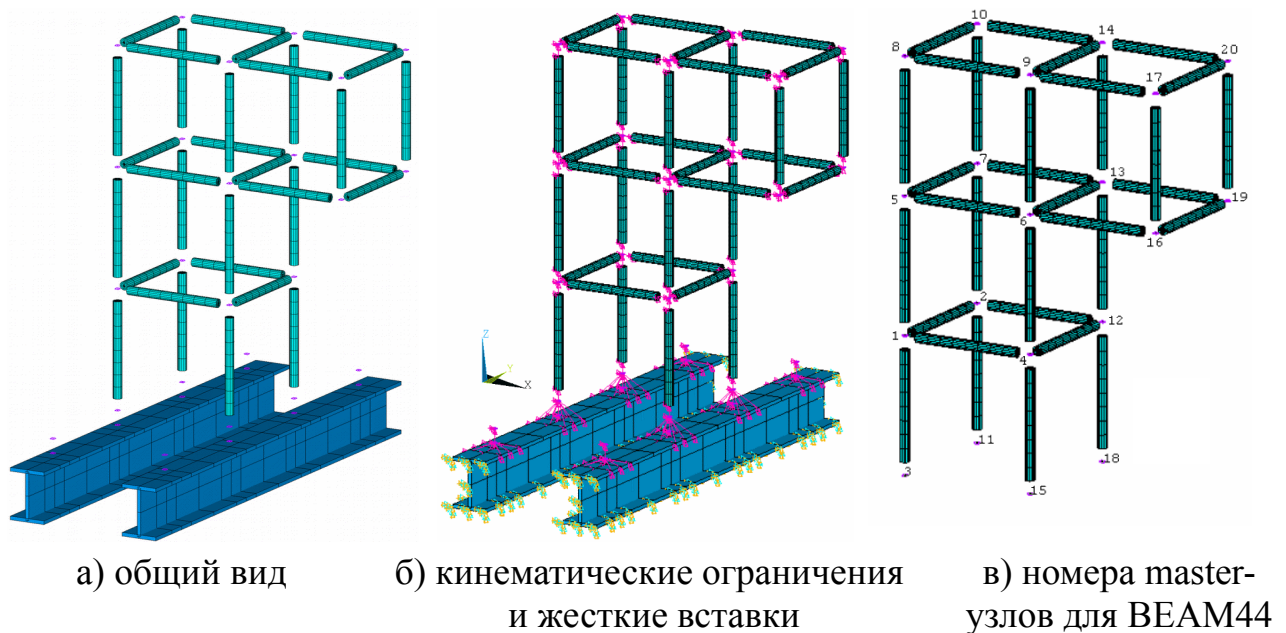 10
14
8
20
9
17
7
13
5
19
6
16
2
12
1
4
11
18
3
15
Z
Y
X
а) общий вид
б) кинематические ограничения
и жесткие вставки
в) номера master-
узлов для BEAM44